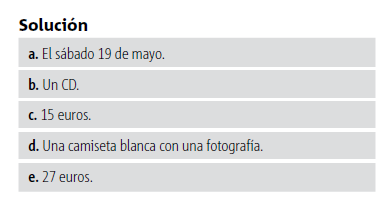 Solución
a. El sábado 19 de mayo.
b. Un CD.
c. 15 euros.
d. Una camiseta blanca con una fotografía.
e. 27 euros.